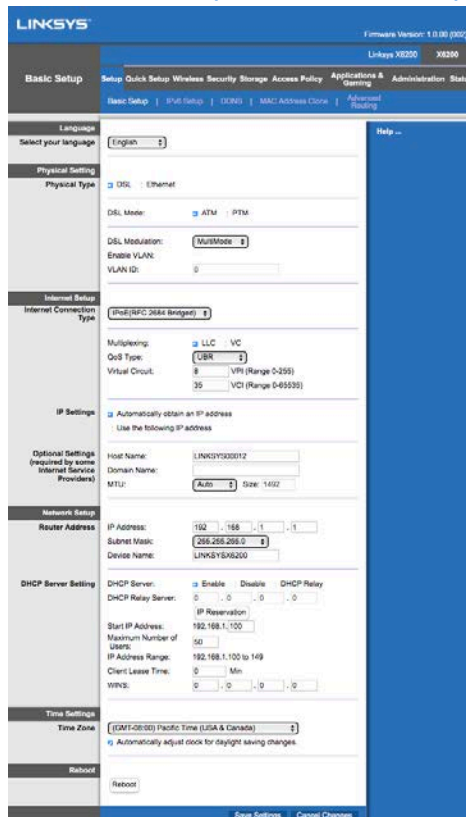 LINKSYS
Firmware Version: 1.0.00 (002)
Linksys X6200 X6200
Basic Setup
Setup Quick Setup Wireless Security Storage Access Policy Applications & Gaming Administration Stat
Basic Setup | IPv6 Setup | DDNS | MAC Address Clone | Advanced Routing
Language
Help ...
Select your language English
Physical Setting
Physical Type DSL Ethernet
DSL Mode: ATM PTM
DSL Modulation: MultiMode
Enable VLAN:
VLAN ID: 0
Internet Setup
Internet Connection Type IPoE(RFC 2684 Bridged)
Multiplexing: LLC VC
QoS Type: UBR
Virtual Circuit: 8 VPI (Range 0-255)
35 VCI (Range 0-65535)
IP Settings Automatically obtain an IP address
Use the following IP address
Optional Settings (required by some Internet Service Providers)
Host Name: LINKSYS00012
Domain Name:
MTU: Auto Size: 1492
Network Setup
Router Address IP Address: 192 . 168 . 1 . 1
Subnet Mask: 255.255.255.0
Device Name: LINKSYSX6200
DHCP Server Setting DHCP Server: Enable Disable DHCP Relay
DHCP Relay Server: 0 . 0 . 0 . 0
IP Reservation
Start IP Address: 192.168.1. 100
Maximum Number of Users: 50
IP Address Range: 192.168.1.100 to 149
Client Lease Time: 0 Min
WINS: 0 . 0 . 0 . 0
Time Settings
Time Zone (GMT-08:00) Pacific Time (USA & Canada)
Automatically adjust clock for daylight saving changes.
Reboot
Reboot
Save Settings Cancel Changes